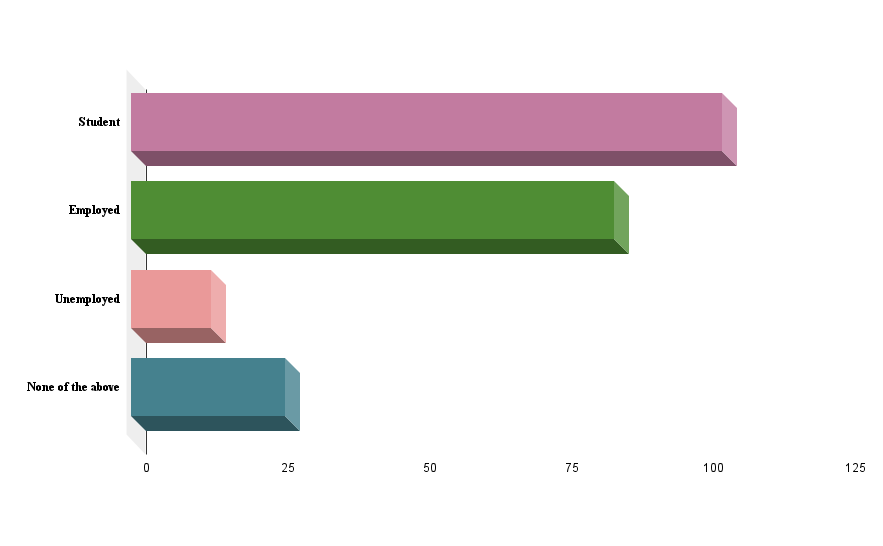 Student
Employed
Unemployed
None of the above
0 25 50 75 100 125